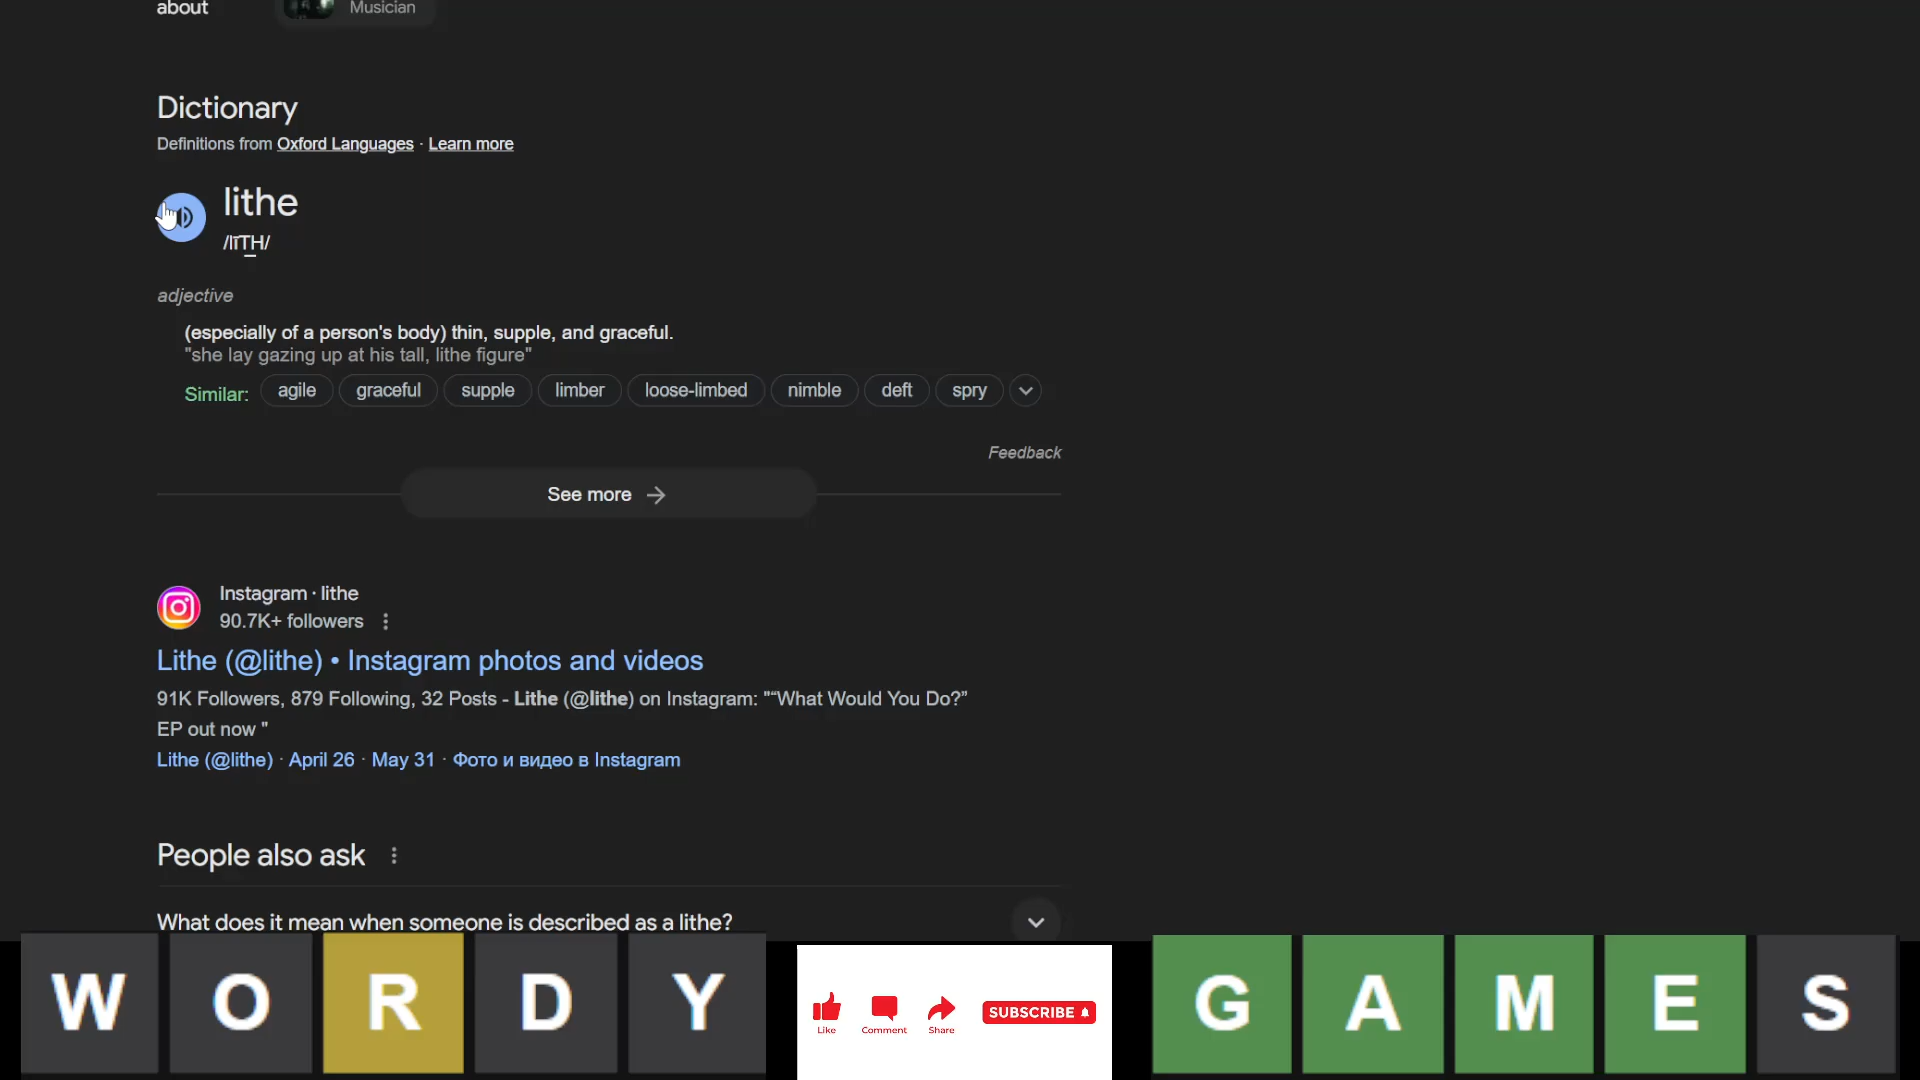 about
Musician
Dictionary
Definitions from Oxford Languages · Learn more
lithe
/līT͟H/
adjective
(especially of a person's body) thin, supple, and graceful.
"she lay gazing up at his tall, lithe figure"
Similar: agile graceful supple limber loose-limbed nimble deft spry
Feedback
See more →
Instagram · lithe
90.7K+ followers
Lithe (@lithe) • Instagram photos and videos
91K Followers, 879 Following, 32 Posts - Lithe (@lithe) on Instagram: "“What Would You Do?”
EP out now "
Lithe (@lithe) · April 26 · May 31 · Фото и видео в Instagram
People also ask
What does it mean when someone is described as a lithe?
W O R D Y
Like Comment Share SUBSCRIBE
G A M E S